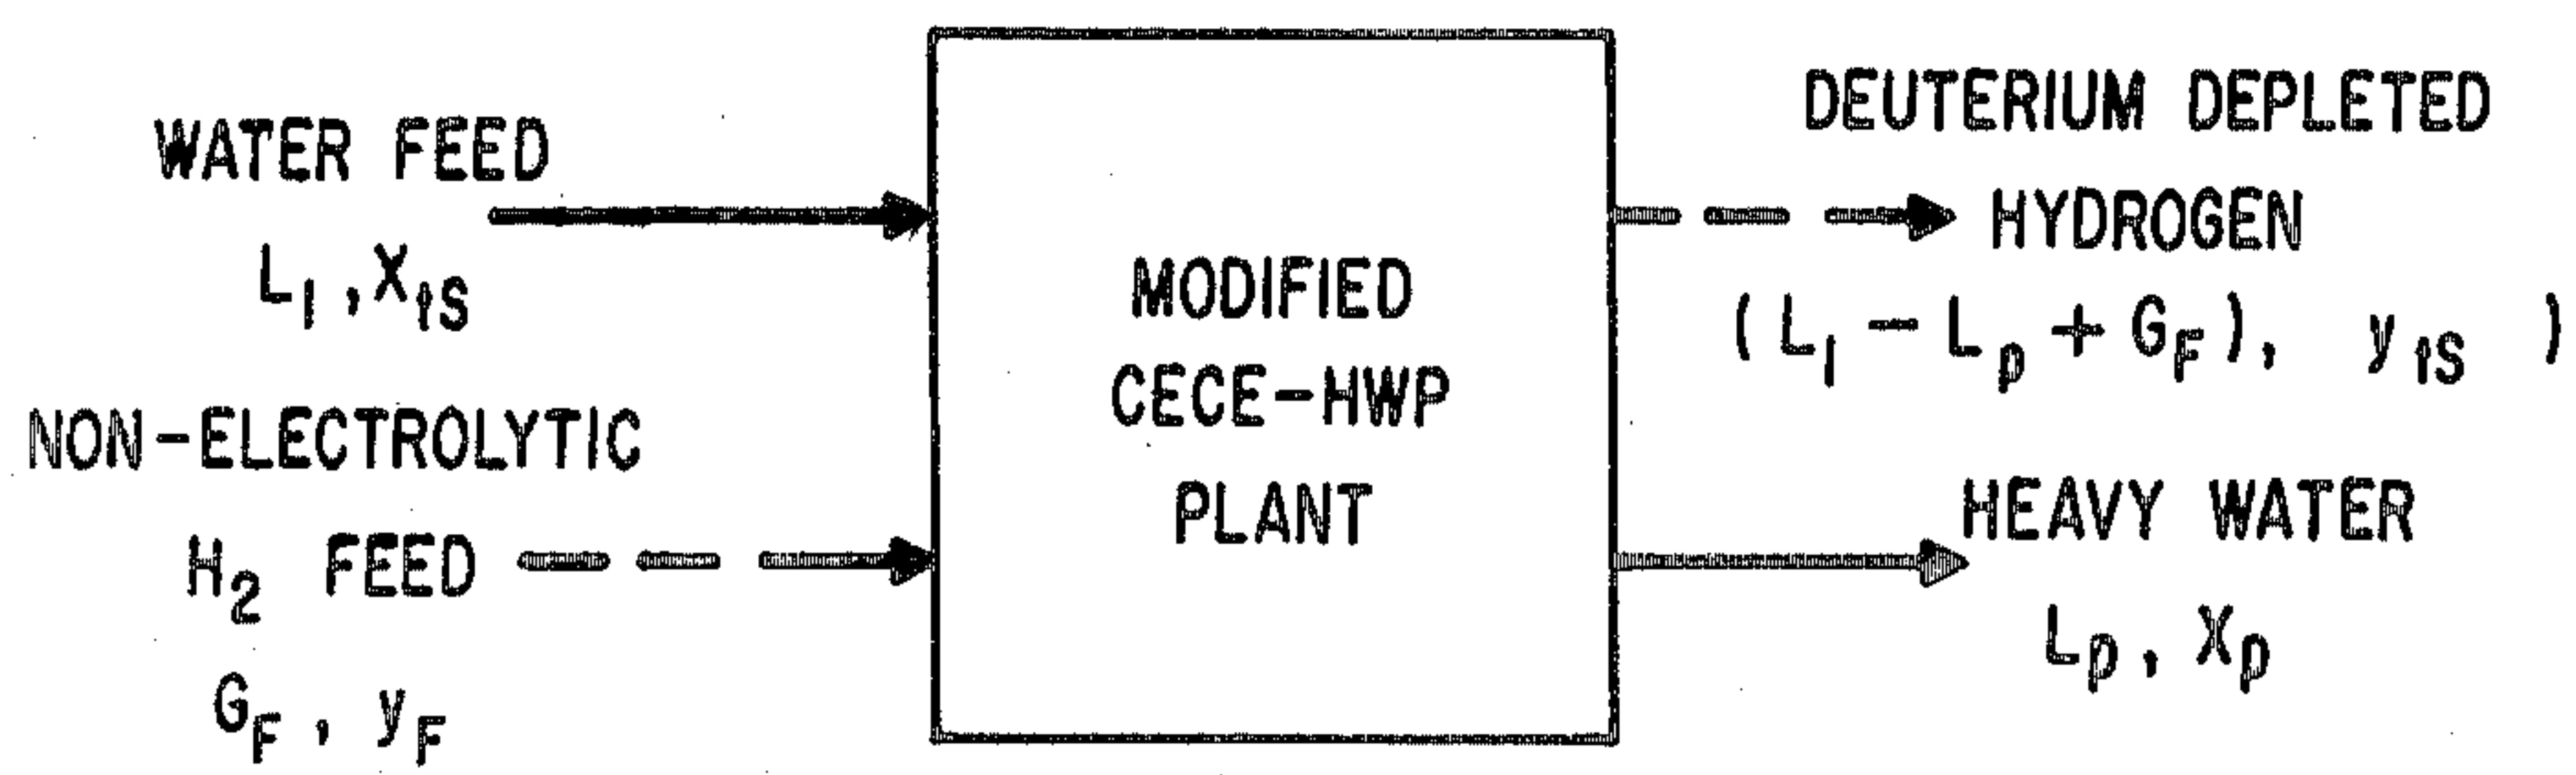 WATER FEED
L1, X1S
NON-ELECTROLYTIC
H2 FEED
GF, yF
MODIFIED
CECE-HWP
PLANT
DEUTERIUM DEPLETED
HYDROGEN
(L1 - Lp + GF), y1S )
HEAVY WATER
Lp, Xp